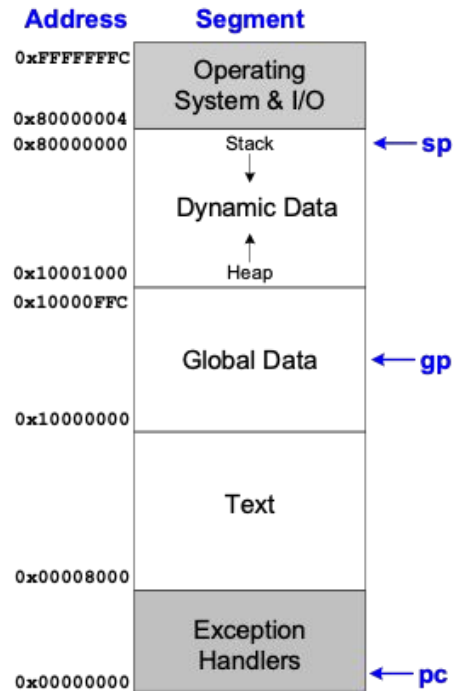 Address Segment
0xFFFFFFFC
Operating
System & I/O
0x80000004
0x80000000 Stack sp
Dynamic Data
0x10001000 Heap
0x10000FFC
Global Data gp
0x10000000
Text
0x00008000
Exception
Handlers
0x00000000 pc